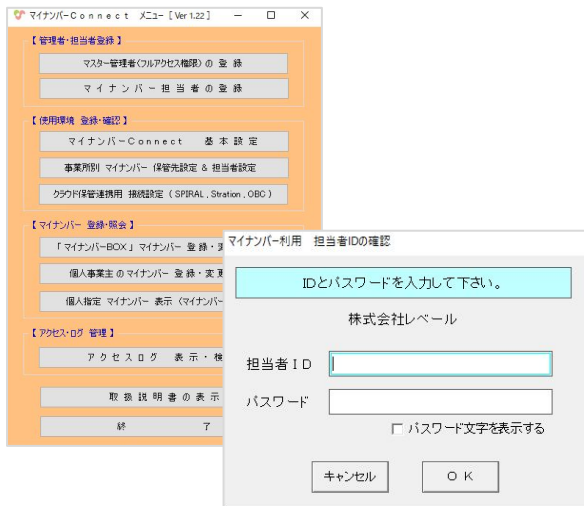 マイナンバーＣｏｎｎｅｃｔ メニュー [ Ver 1.22 ]
【 管理者・担当者登録 】
マスター管理者(フルアクセス権限) の 登 録
マ イ ナ ン バ ー 担 当 者 の 登 録
【 使用環境 登録・確認 】
マイナンバーＣｏｎｎｅｃｔ 基 本 設 定
事業所別 マイナンバー 保管先設定 & 担当者設定
クラウド保管連携用 接続設定 ( SPIRAL , Stration , OBC )
【 マイナンバー 登録・照会 】
「 マイナンバーBOX 」 マイナンバー 登 録・変
個人事業主 の マイナンバー 登 録・変 更
個人指定 マイナンバー 表示 (マイナンバー
【 アクセス・ログ 管理 】
ア ク セ ス ロ グ 表 示・検
取 扱 説 明 書 の 表 示
終 了
マイナンバー利用 担当者IDの確認
IDとパスワードを入力して下さい。
株式会社レベール
担当者ＩＤ
パスワード
パスワード文字を表示する
キャンセル
Ｏ Ｋ